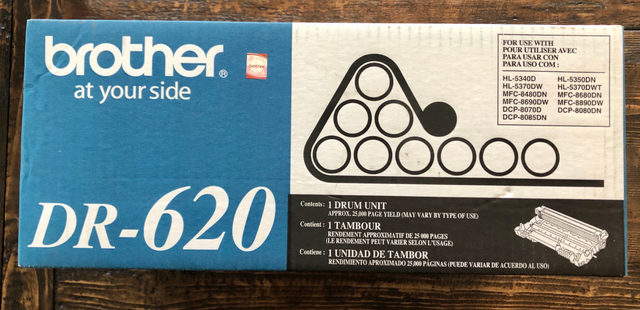 brother®
at your side
brother
DR-620
FOR USE WITH
POUR UTILISER AVEC
PARA USAR CON
PARA USO COM :
HL-5340D HL-5350DN
HL-5370DW HL-5370DWT
MFC-8480DN MFC-8680DN
MFC-8690DW MFC-8890DW
DCP-8070D DCP-8080DN
DCP-8085DN
Contents: 1 DRUM UNIT
APPROX. 25,000 PAGE YIELD (MAY VARY BY TYPE OF USE)
Contient : 1 TAMBOUR
RENDEMENT APPROXIMATIF DE 25 000 PAGES
(LE RENDEMENT PEUT VARIER SELON L'USAGE)
Contiene : 1 UNIDAD DE TAMBOR
RENDIMIENTO APROXIMADO 25,000 PÁGINAS (PUEDE VARIAR DE ACUERDO AL USO)